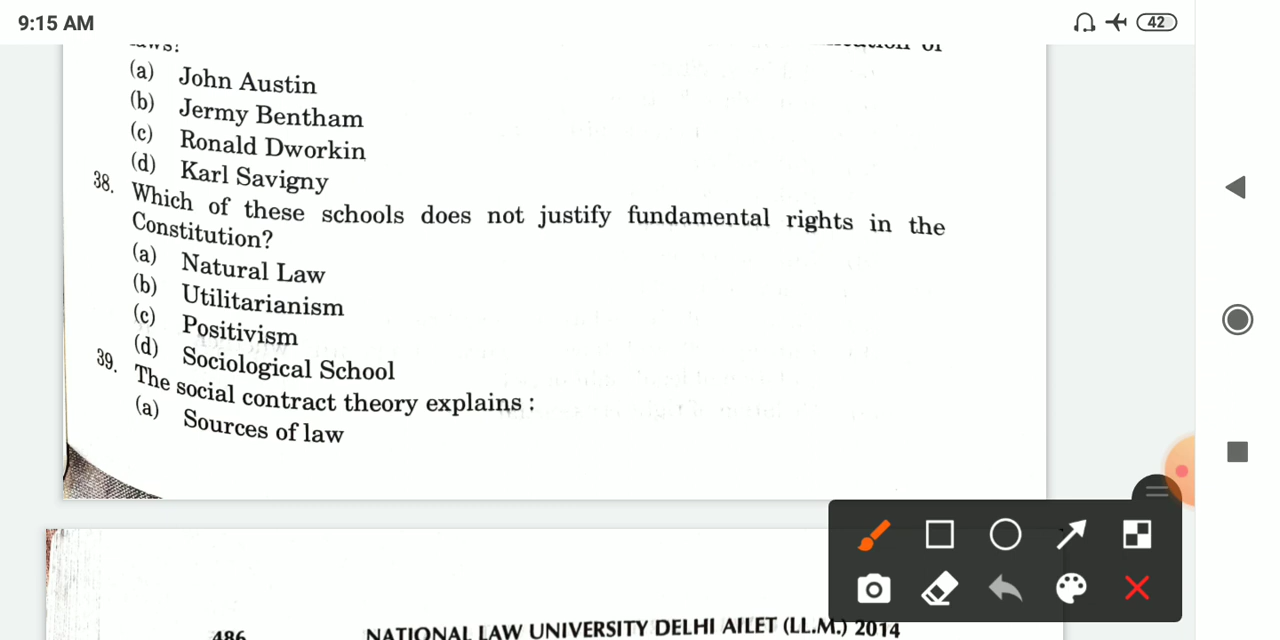 9:15 AM
42
laws?
(a) John Austin
(b) Jermy Bentham
(c) Ronald Dworkin
(d) Karl Savigny
38. Which of these schools does not justify fundamental rights in the
Constitution?
(a) Natural Law
(b) Utilitarianism
(c) Positivism
(d) Sociological School
39. The social contract theory explains :
(a) Sources of law
486 NATIONAL LAW UNIVERSITY DELHI AILET (LL.M.) 2014